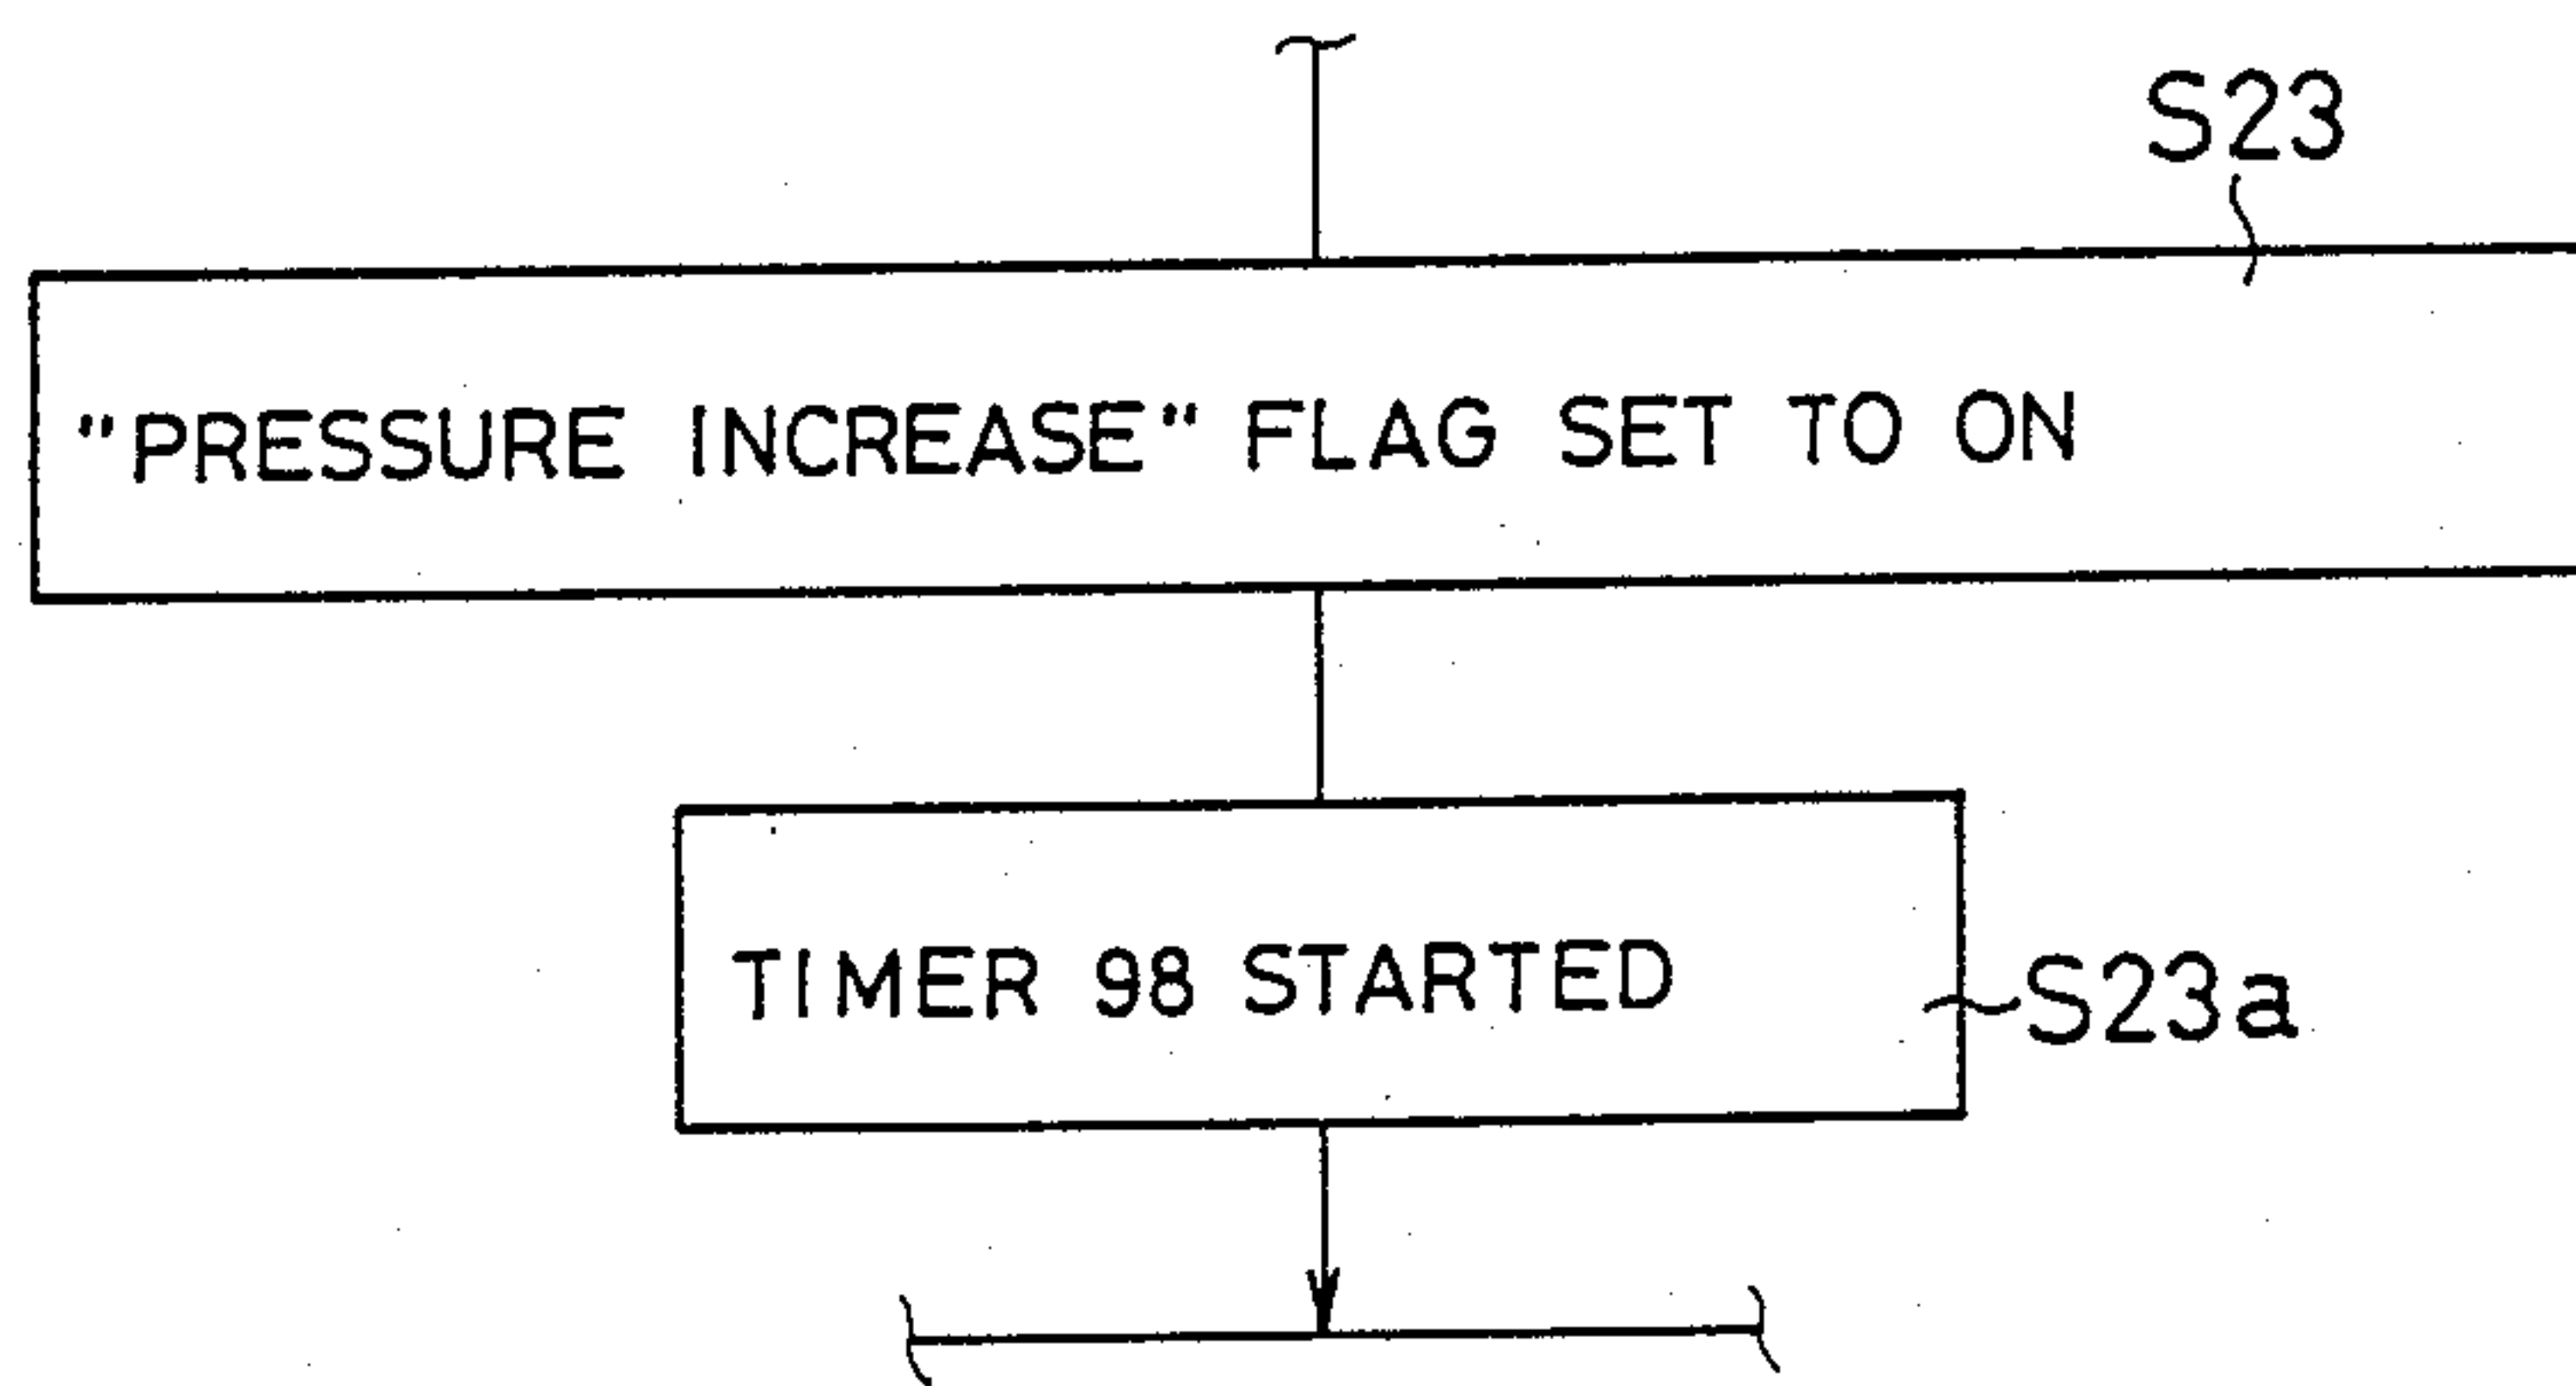 S23
"PRESSURE INCREASE" FLAG SET TO ON
TIMER 98 STARTED
S23a